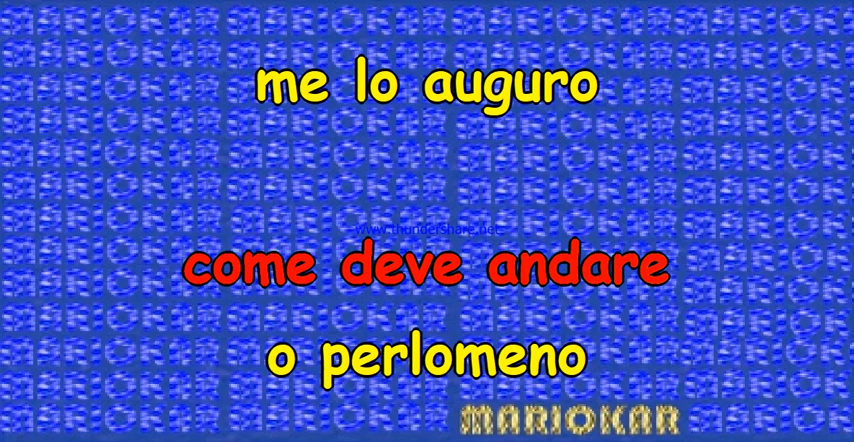 me lo auguro
www.thundershare.net
come deve andare
o perlomeno
MARIOKAR